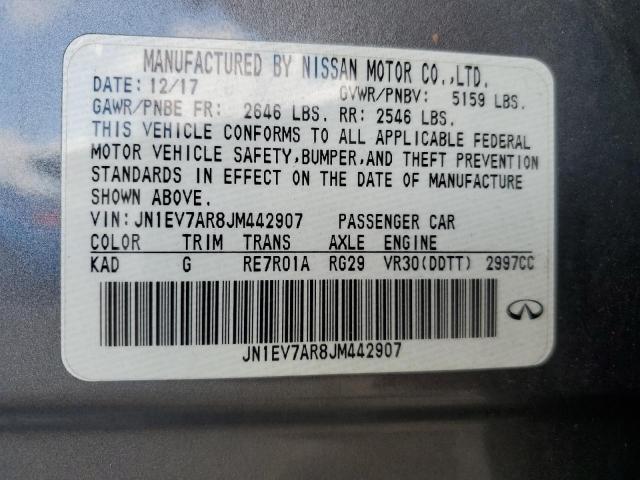 MANUFACTURED BY NISSAN MOTOR CO.,LTD.
DATE: 12/17 GVWR/PNBV: 5159 LBS.
GAWR/PNBE FR: 2646 LBS. RR: 2546 LBS.
THIS VEHICLE CONFORMS TO ALL APPLICABLE FEDERAL
MOTOR VEHICLE SAFETY,BUMPER,AND THEFT PREVENTION
STANDARDS IN EFFECT ON THE DATE OF MANUFACTURE
SHOWN ABOVE.
VIN:JN1EV7AR8JM442907 PASSENGER CAR
COLOR TRIM TRANS AXLE ENGINE
KAD G RE7R01A RG29 VR30(DDTT) 2997CC
JN1EV7AR8JM442907